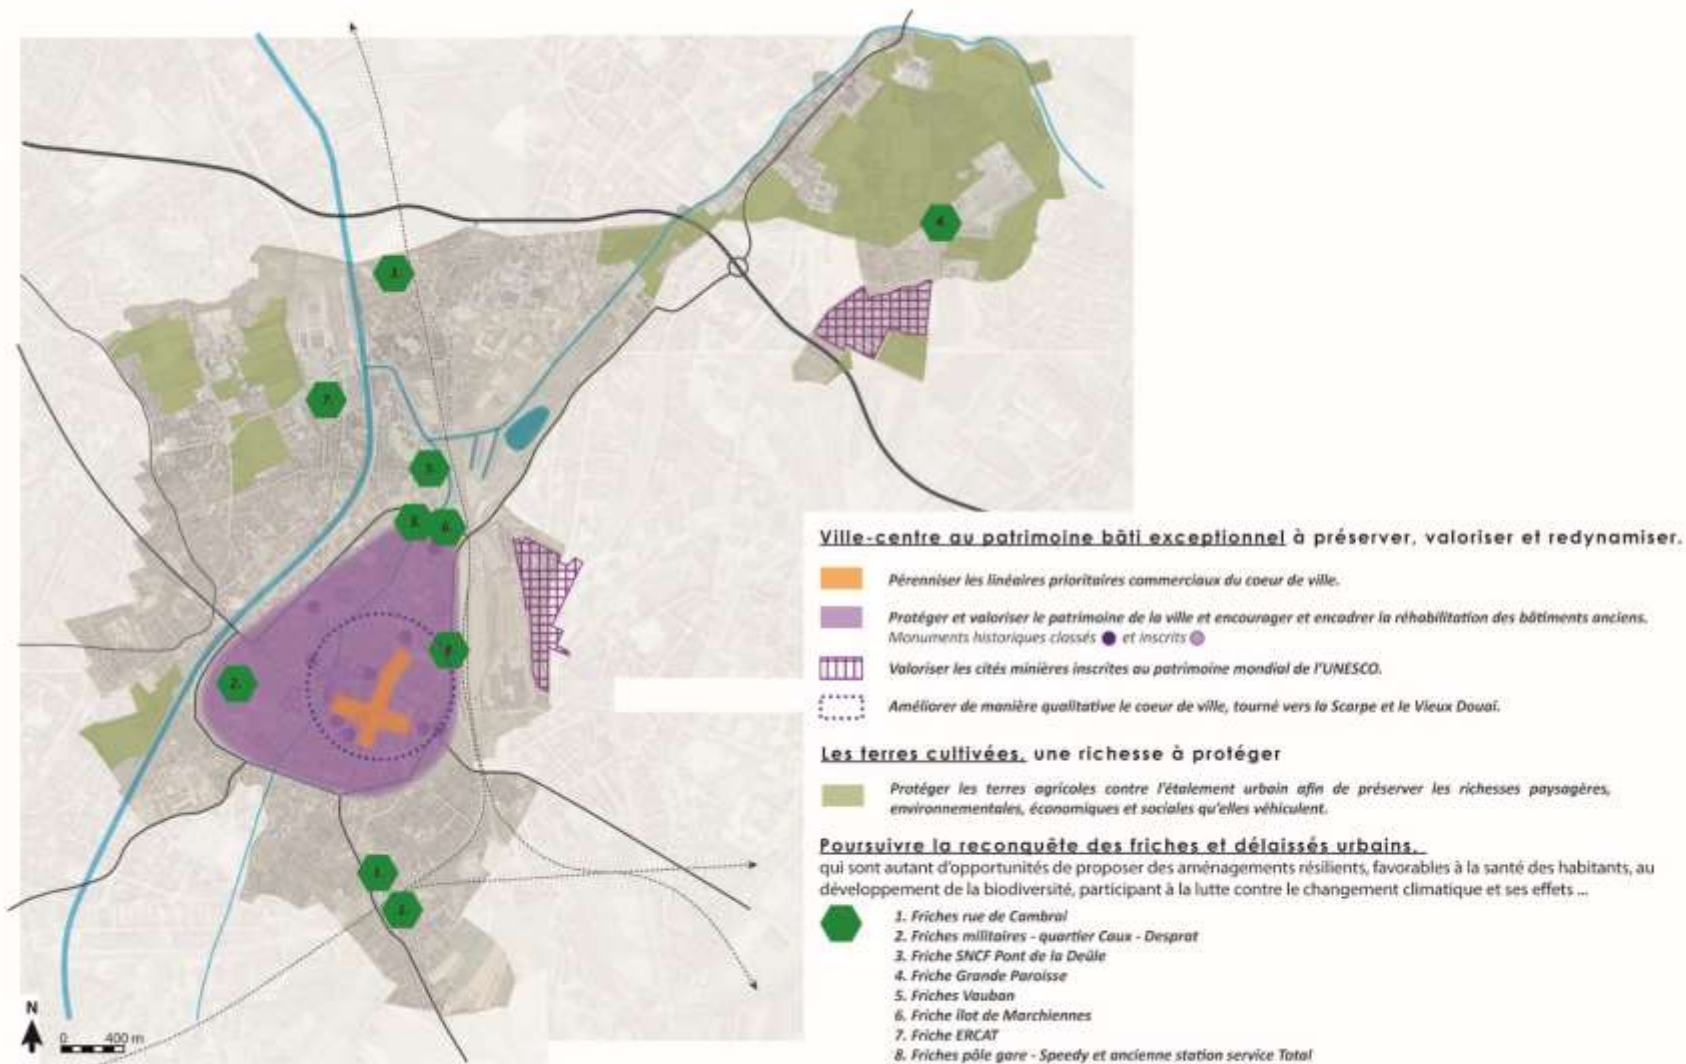 3.
4.
7.
5.
5.
6.
8
2.
1.
1.
N
0 400 m
Ville-centre au patrimoine bâti exceptionnel à préserver, valoriser et redynamiser.
Pérenniser les linéaires prioritaires commerciaux du coeur de ville.
Protéger et valoriser le patrimoine de la ville et encourager et encadrer la réhabilitation des bâtiments anciens.
Monuments historiques classés et inscrits
Valoriser les cités minières inscrites au patrimoine mondial de l'UNESCO.
Améliorer de manière qualitative le coeur de ville, tourné vers la Scarpe et le Vieux Douai.
Les terres cultivées, une richesse à protéger
Protéger les terres agricoles contre l'étalement urbain afin de préserver les richesses paysagères,
environnementales, économiques et sociales qu'elles véhiculent.
Poursuivre la reconquête des friches et délaissés urbains,
qui sont autant d'opportunités de proposer des aménagements résilients, favorables à la santé des habitants, au
développement de la biodiversité, participant à la lutte contre le changement climatique et ses effets ...
1. Friches rue de Cambrai
2. Friches militaires - quartier Caux - Desprat
3. Friche SNCF Pont de la Deûle
4. Friche Grande Paroisse
5. Friches Vauban
6. Friche îlot de Marchiennes
7. Friche ERCAT
8. Friches pôle gare - Speedy et ancienne station service Total